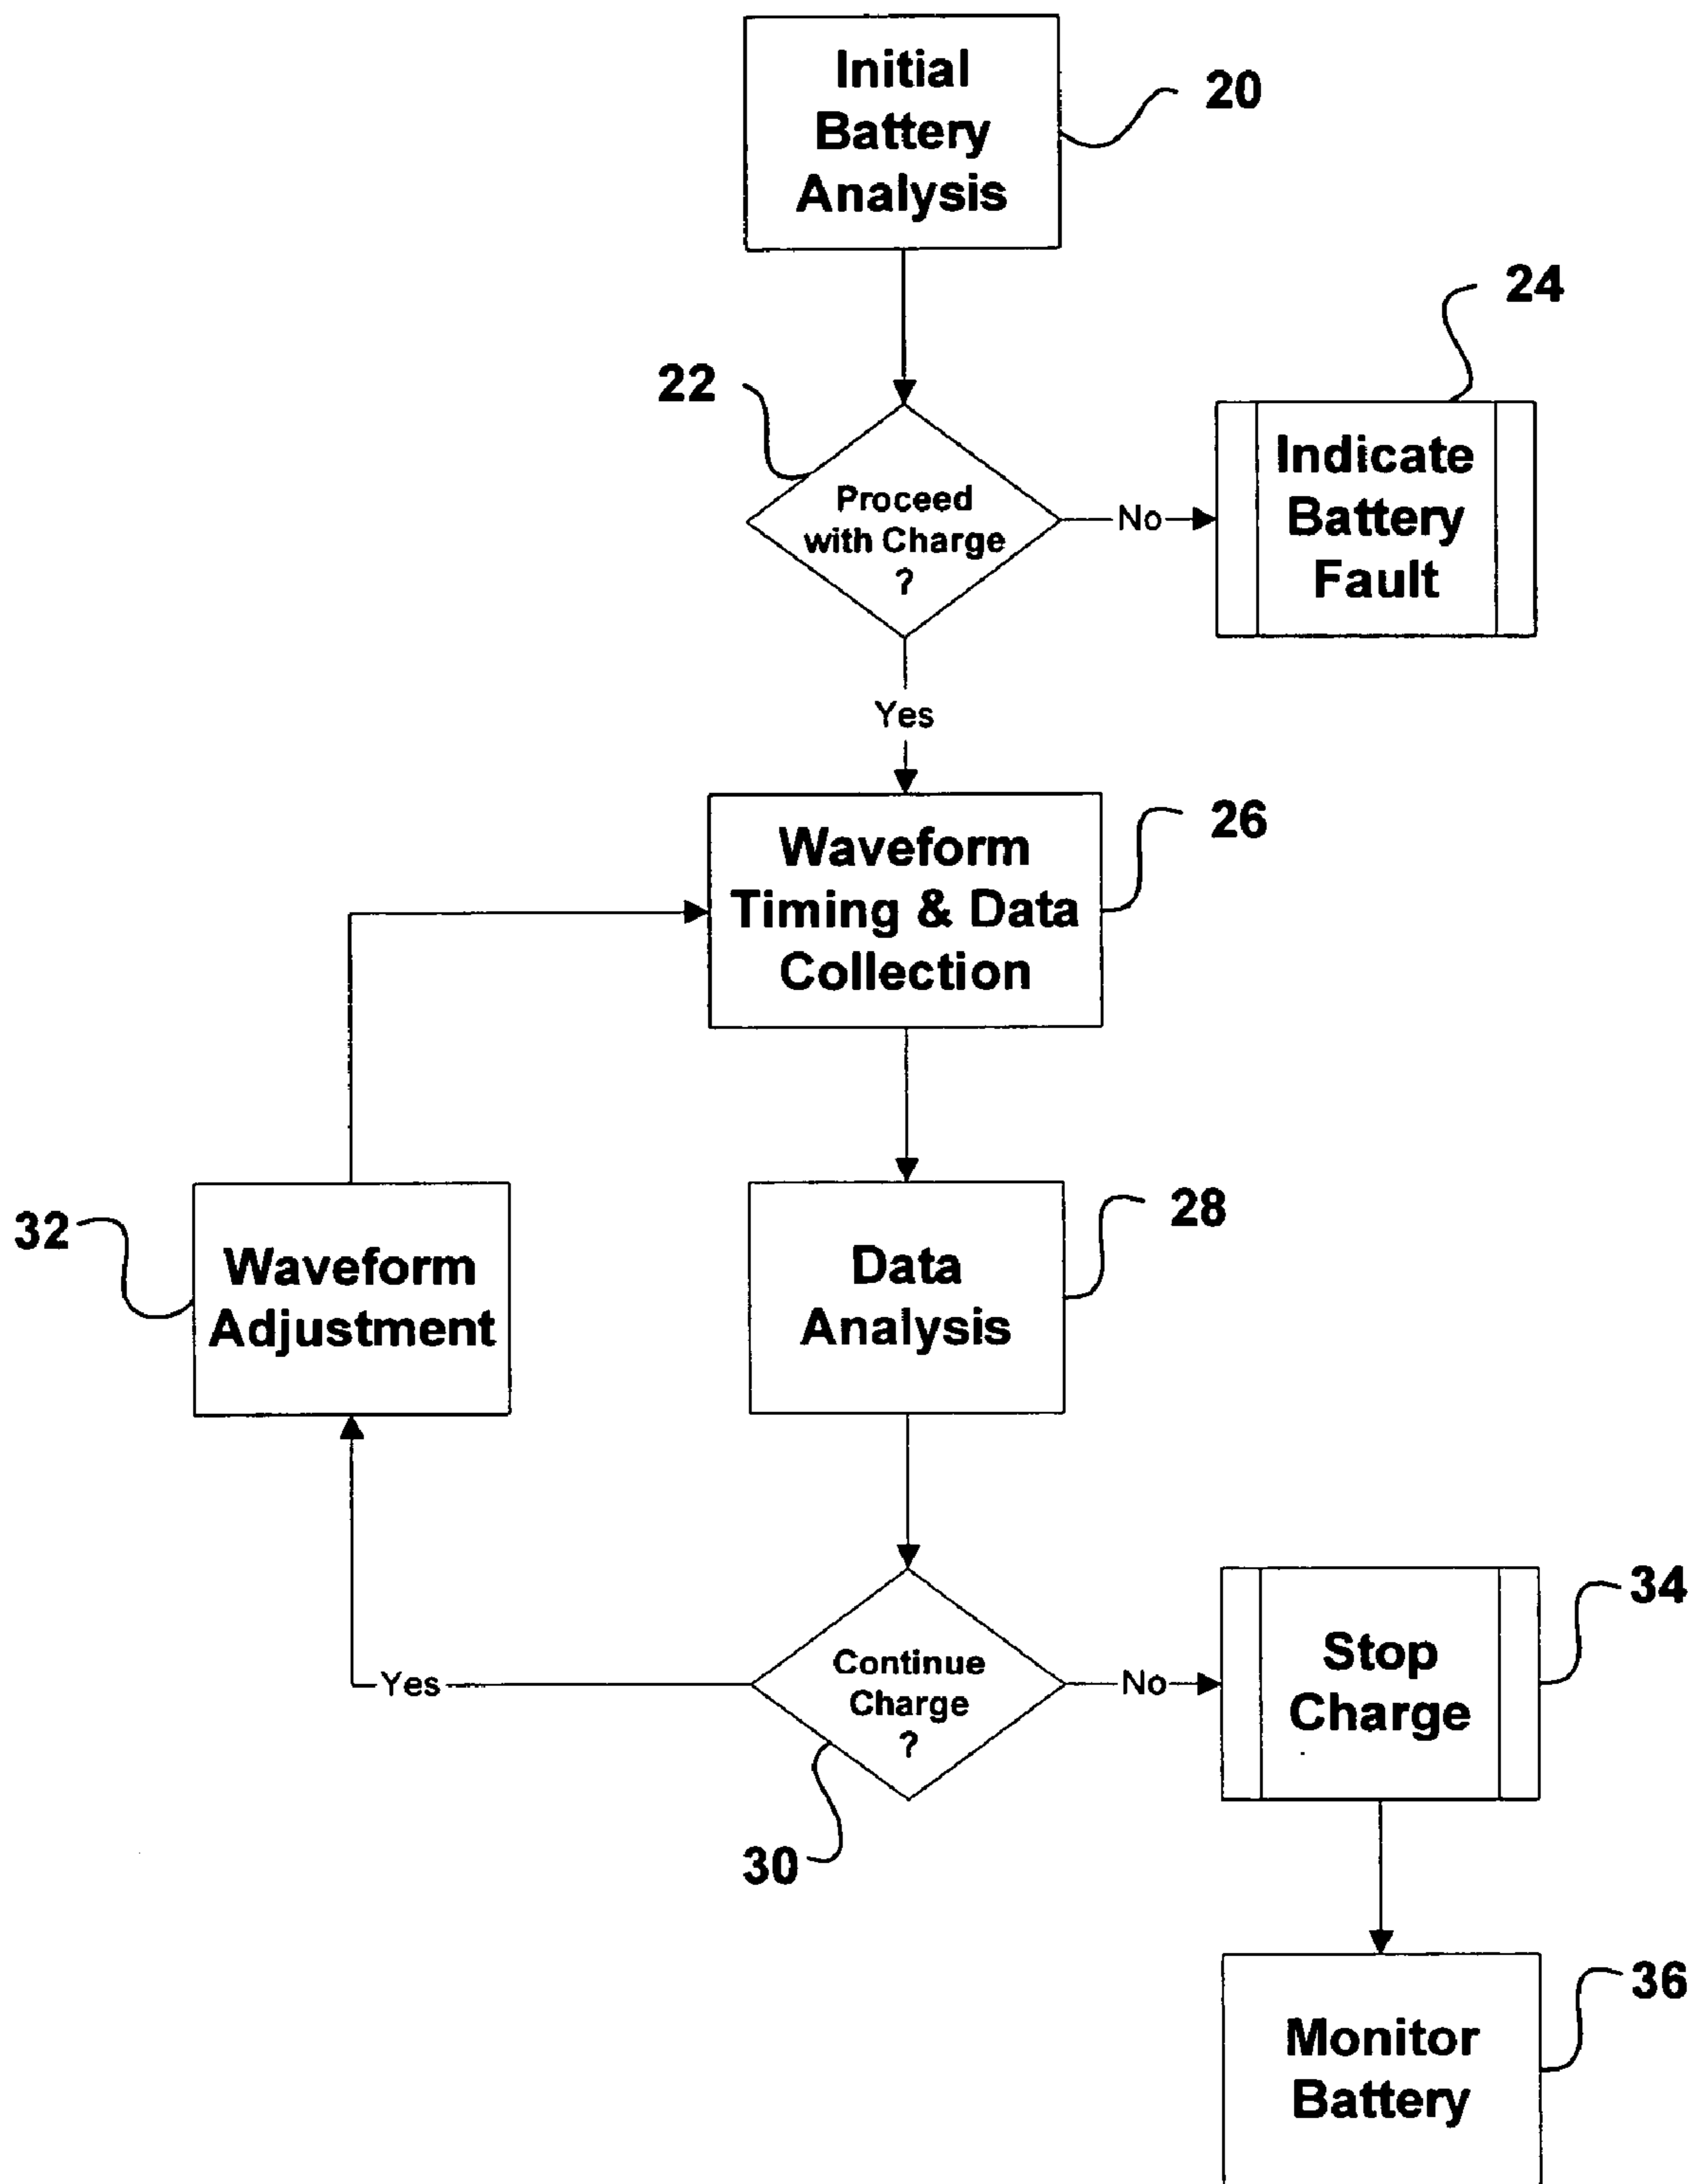 Initial
Battery
Analysis
20
24
22
Proceed
with Charge
?
No
Indicate
Battery
Fault
Yes
Waveform
Timing & Data
Collection
26
32
Waveform
Adjustment
Data
Analysis
28
Yes
Continue
Charge
?
No
Stop
Charge
34
30
Monitor
Battery
36